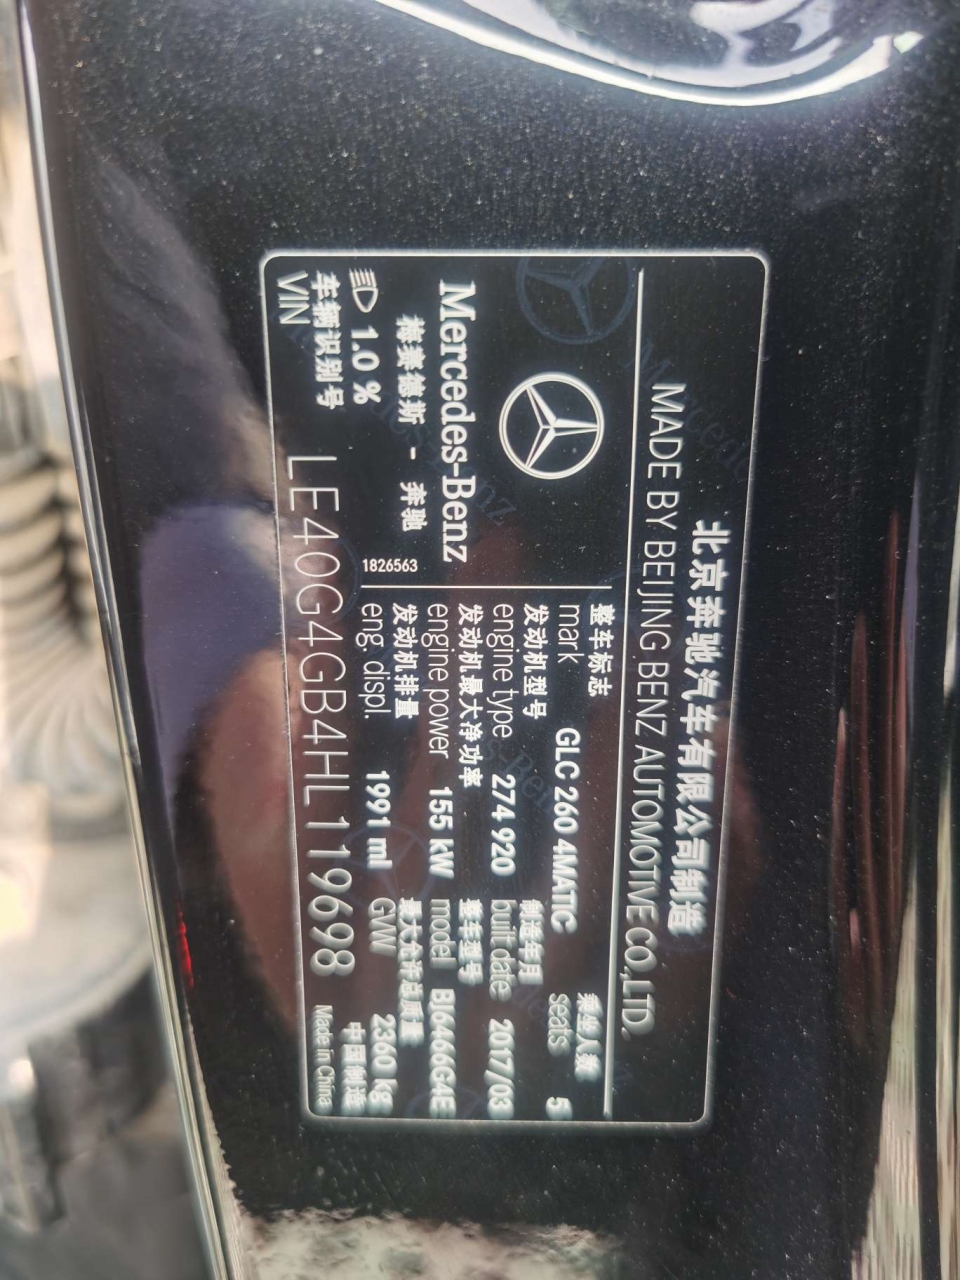 北京奔驰汽车有限公司制造
MADE BY BEIJING BENZ AUTOMOTIVE CO.,LTD.
Mercedes-Benz
梅赛德斯 - 奔驰
1.0 %
1826563
整车标志 乘坐人数
mark GLC 260 4MATIC seats 5
发动机型号 制造年月
engine type 274 920 built date 2017/03
发动机最大净功率 整车型号
engine power 155 kW model BJ6466G4E
发动机排量 最大允许总质量
eng. displ. 1991 ml GVW 2360 kg
车辆识别号 中国制造
VIN LE40G4GB4HL119698 Made in China